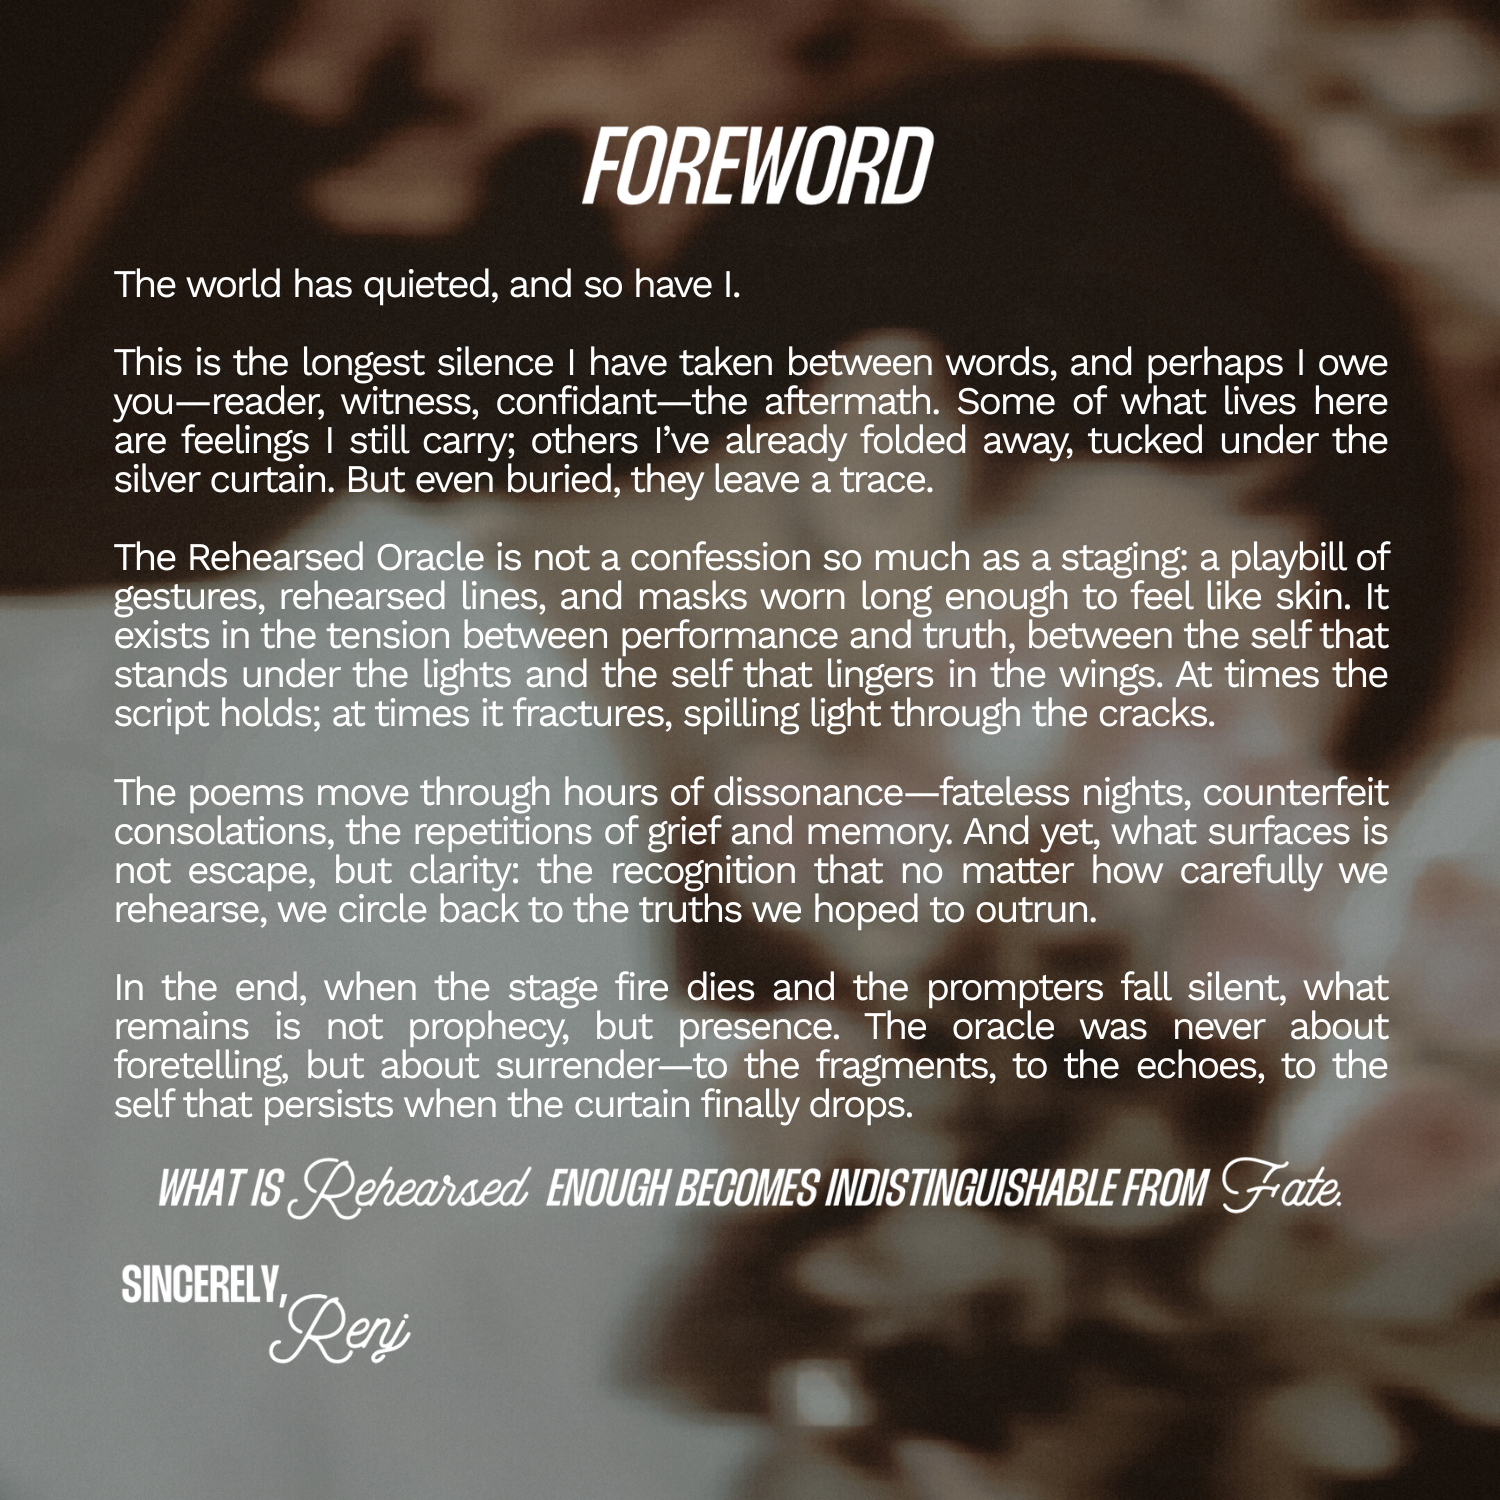 FOREWORD
The world has quieted, and so have I.
This is the longest silence I have taken between words, and perhaps I owe
you—reader, witness, confidant—the aftermath. Some of what lives here
are feelings I still carry; others I’ve already folded away, tucked under the
silver curtain. But even buried, they leave a trace.
The Rehearsed Oracle is not a confession so much as a staging: a playbill of
gestures, rehearsed lines, and masks worn long enough to feel like skin. It
exists in the tension between performance and truth, between the self that
stands under the lights and the self that lingers in the wings. At times the
script holds; at times it fractures, spilling light through the cracks.
The poems move through hours of dissonance—fateless nights, counterfeit
consolations, the repetitions of grief and memory. And yet, what surfaces is
not escape, but clarity: the recognition that no matter how carefully we
rehearse, we circle back to the truths we hoped to outrun.
In the end, when the stage fire dies and the prompters fall silent, what
remains is not prophecy, but presence. The oracle was never about
foretelling, but about surrender—to the fragments, to the echoes, to the
self that persists when the curtain finally drops.
WHAT IS Rehearsed ENOUGH BECOMES INDISTINGUISHABLE FROM Fate.
SINCERELY,
Renj